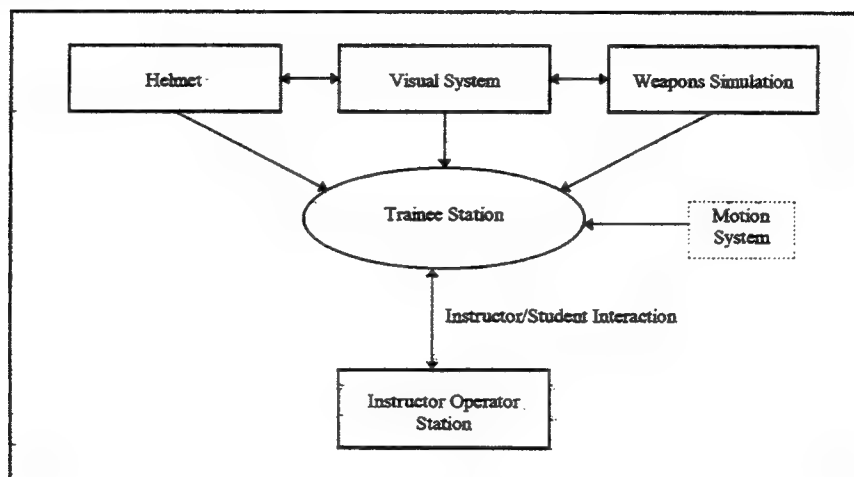 Helmet
Visual System
Weapons Simulation
Trainee Station
Motion
System
Instructor/Student Interaction
Instructor Operator
Station